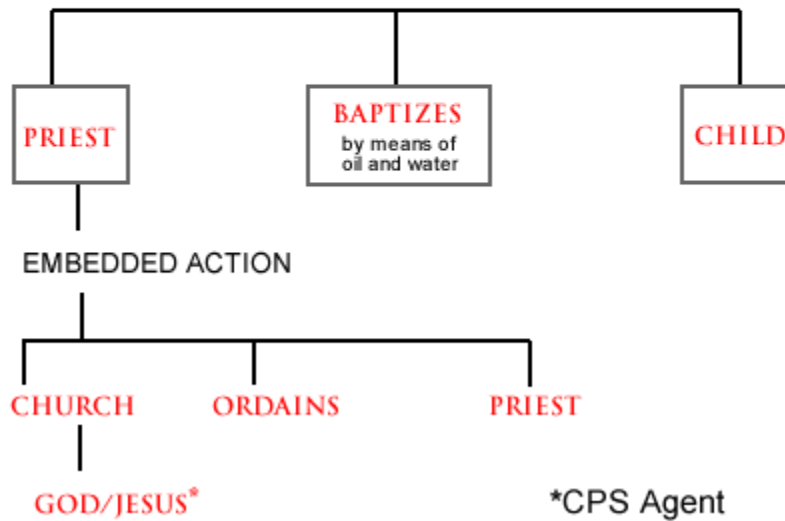 PRIEST
BAPTIZES
by means of
oil and water
CHILD
EMBEDDED ACTION
CHURCH
ORDAINS
PRIEST
GOD/JESUS*
*CPS Agent